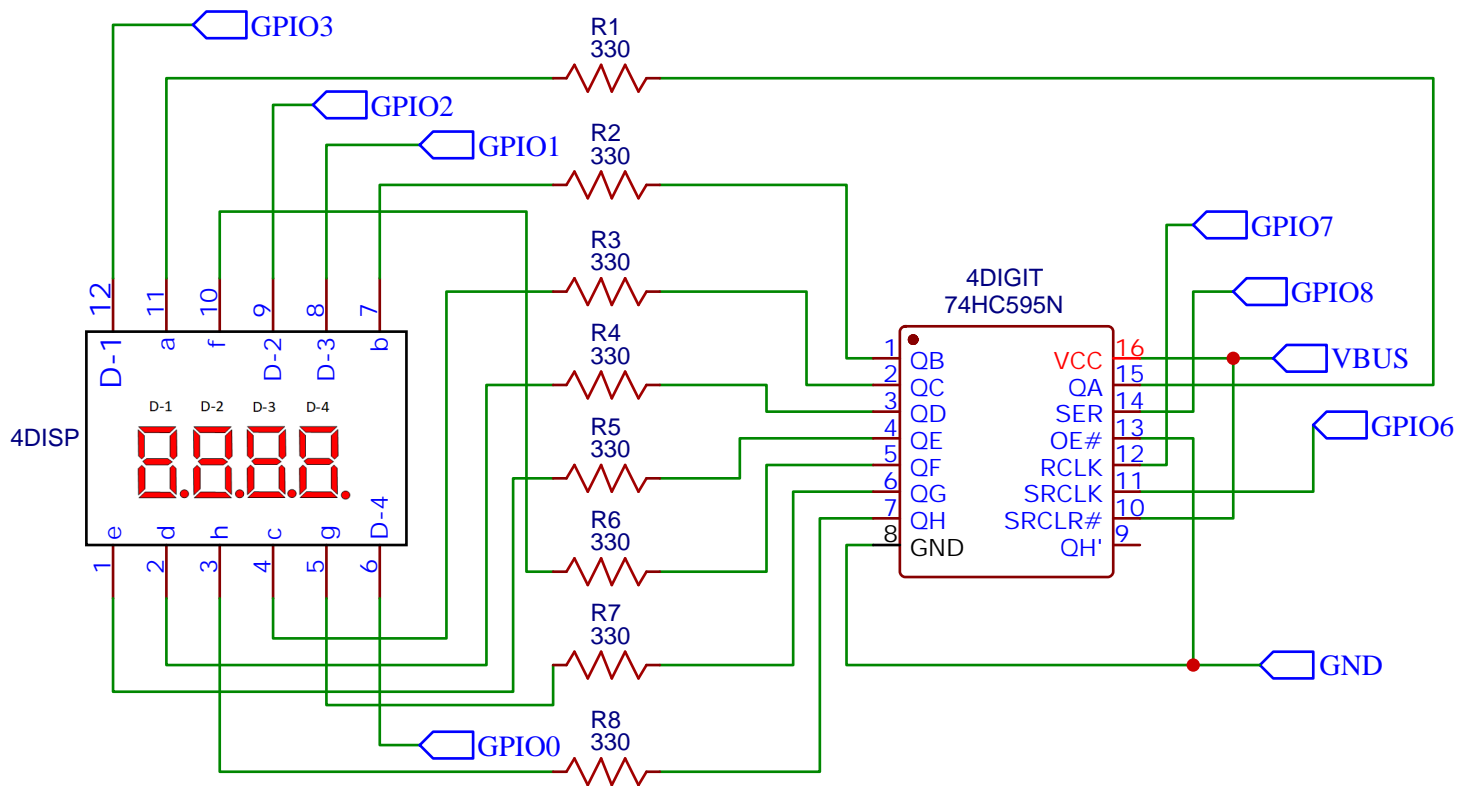 GPIO3
R1
330
GPIO2
GPIO1
R2
330
GPIO7
R3
330
4DIGIT
74HC595N
GPIO8
12
11
10
9
8
7
D-1
a
f
D-2
D-3
b
R4
330
1
QB
VCC
16
VBUS
2
QC
QA
15
3
QD
SER
14
D-1 D-2 D-3 D-4
4DISP
R5
330
4
QE
OE#
13
GPIO6
5
QF
RCLK
12
6
QG
SRCLK
11
7
QH
SRCLR#
10
8
GND
QH'
9
e
d
h
c
g
D-4
1
2
3
4
5
6
R6
330
R7
330
GND
R8
330
GPIO0